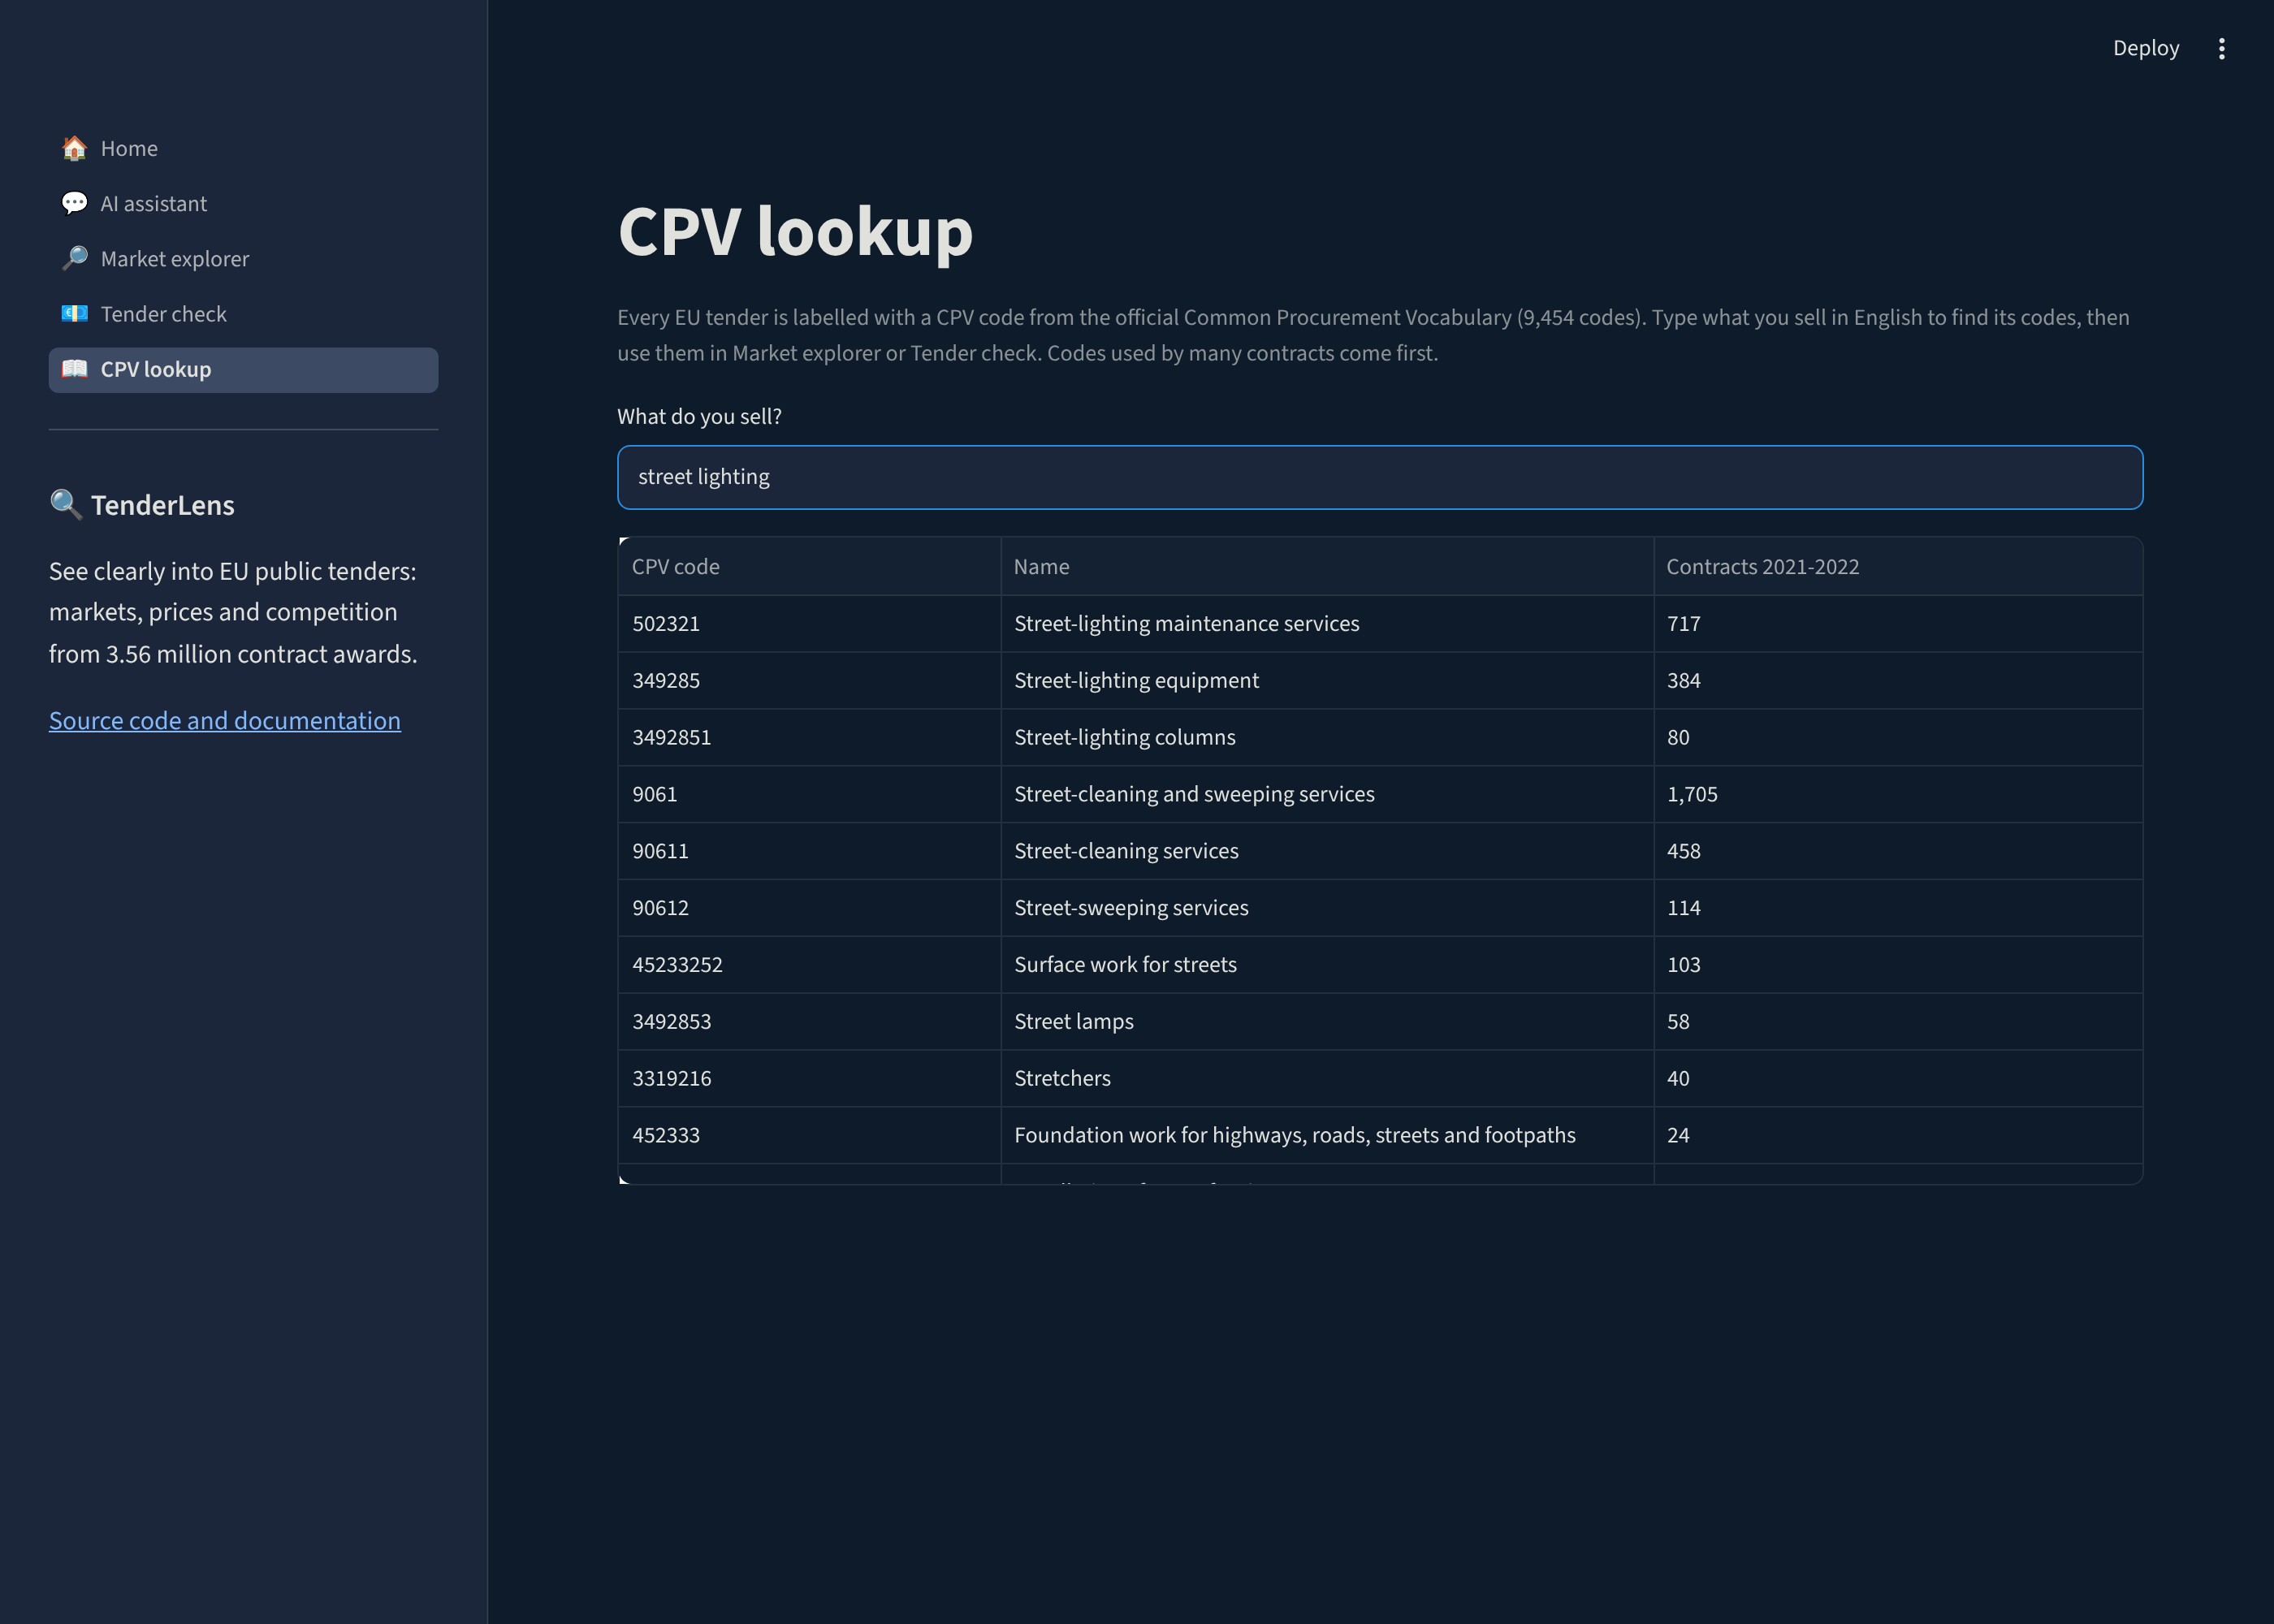 Deploy
Home
AI assistant
Market explorer
Tender check
CPV lookup
TenderLens
See clearly into EU public tenders:
markets, prices and competition
from 3.56 million contract awards.
Source code and documentation
CPV lookup
Every EU tender is labelled with a CPV code from the official Common Procurement Vocabulary (9,454 codes). Type what you sell in English to find its codes, then
use them in Market explorer or Tender check. Codes used by many contracts come first.
What do you sell?
street lighting
CPV code Name Contracts 2021-2022
502321 Street-lighting maintenance services 717
349285 Street-lighting equipment 384
3492851 Street-lighting columns 80
9061 Street-cleaning and sweeping services 1,705
90611 Street-cleaning services 458
90612 Street-sweeping services 114
45233252 Surface work for streets 103
3492853 Street lamps 58
3319216 Stretchers 40
452333 Foundation work for highways, roads, streets and footpaths 24